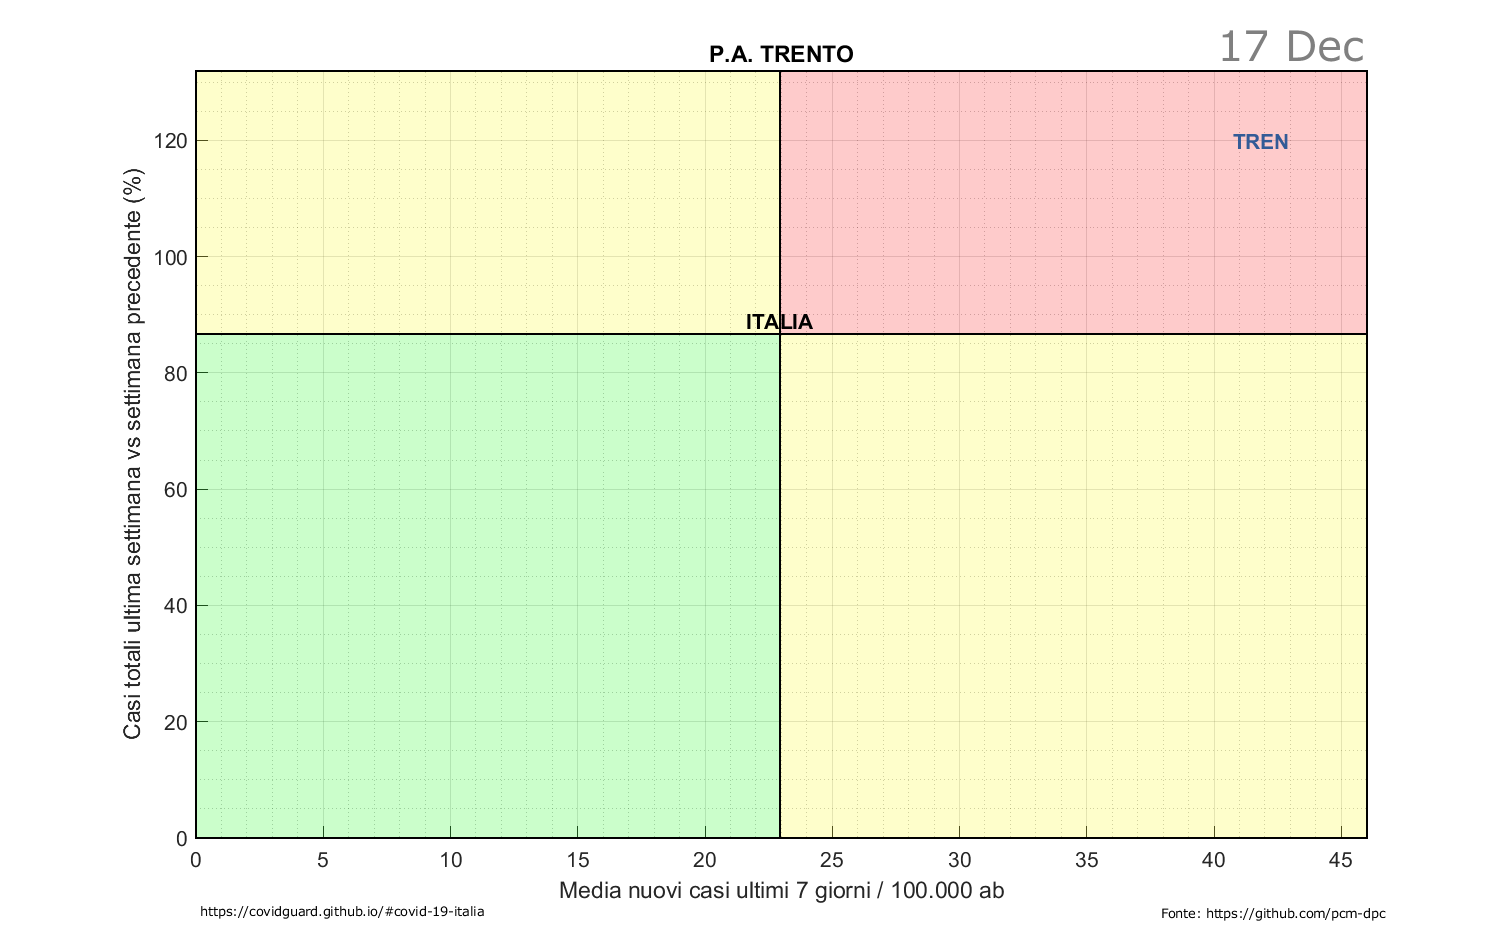 17 Dec
P.A. TRENTO
120
100
80
60
40
20
0
Casi totali ultima settimana vs settimana precedente (%)
TREN
ITALIA
0 5 10 15 20 25 30 35 40 45
Media nuovi casi ultimi 7 giorni / 100.000 ab
https://covidguard.github.io/#covid-19-italia
Fonte: https://github.com/pcm-dpc